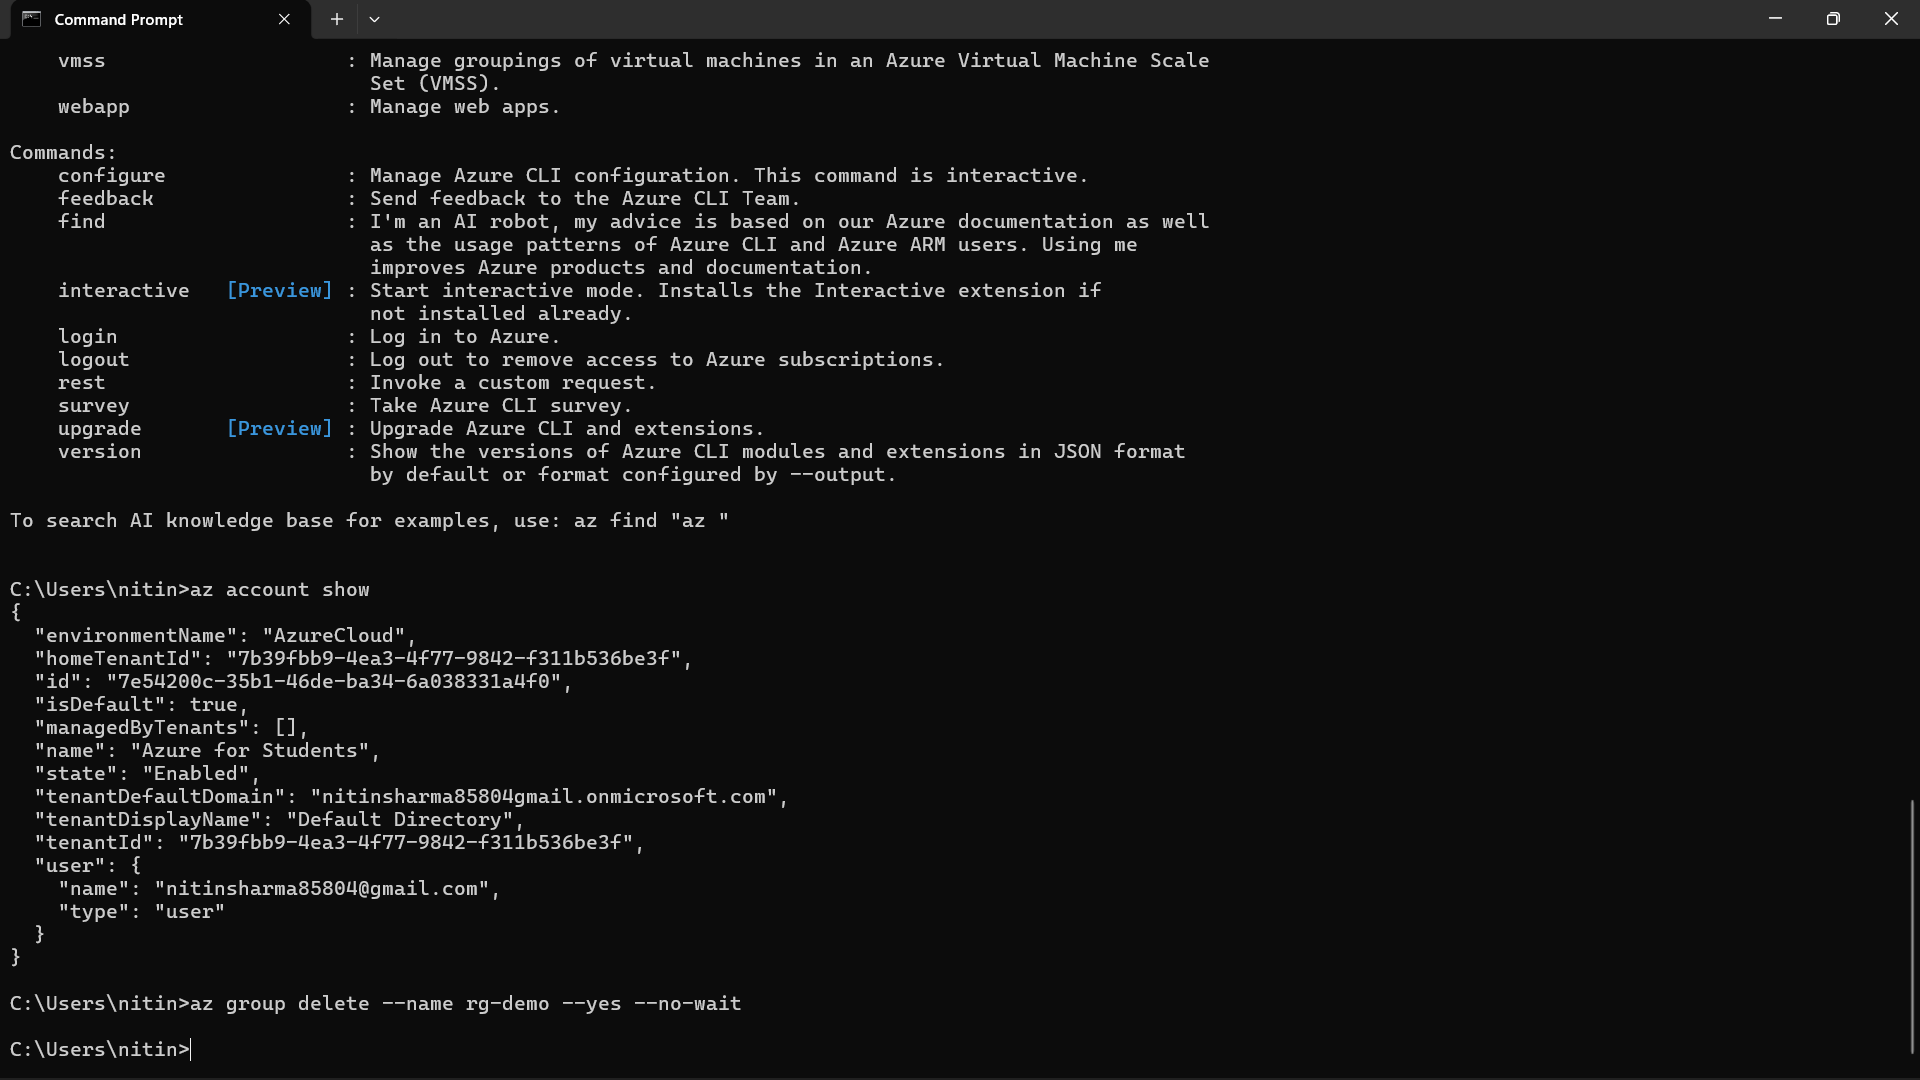 Command Prompt
vmss : Manage groupings of virtual machines in an Azure Virtual Machine Scale
Set (VMSS).
webapp : Manage web apps.
Commands:
configure : Manage Azure CLI configuration. This command is interactive.
feedback : Send feedback to the Azure CLI Team.
find : I'm an AI robot, my advice is based on our Azure documentation as well
as the usage patterns of Azure CLI and Azure ARM users. Using me
improves Azure products and documentation.
interactive [Preview] : Start interactive mode. Installs the Interactive extension if
not installed already.
login : Log in to Azure.
logout : Log out to remove access to Azure subscriptions.
rest : Invoke a custom request.
survey : Take Azure CLI survey.
upgrade [Preview] : Upgrade Azure CLI and extensions.
version : Show the versions of Azure CLI modules and extensions in JSON format
by default or format configured by --output.
To search AI knowledge base for examples, use: az find "az "
C:\Users\nitin>az account show
{
"environmentName": "AzureCloud",
"homeTenantId": "7b39fbb9-4ea3-4f77-9842-f311b536be3f",
"id": "7e54200c-35b1-46de-ba34-6a038331a4f0",
"isDefault": true,
"managedByTenants": [],
"name": "Azure for Students",
"state": "Enabled",
"tenantDefaultDomain": "nitinsharma85804gmail.onmicrosoft.com",
"tenantDisplayName": "Default Directory",
"tenantId": "7b39fbb9-4ea3-4f77-9842-f311b536be3f",
"user": {
"name": "nitinsharma85804@gmail.com",
"type": "user"
}
}
C:\Users\nitin>az group delete --name rg-demo --yes --no-wait
C:\Users\nitin>